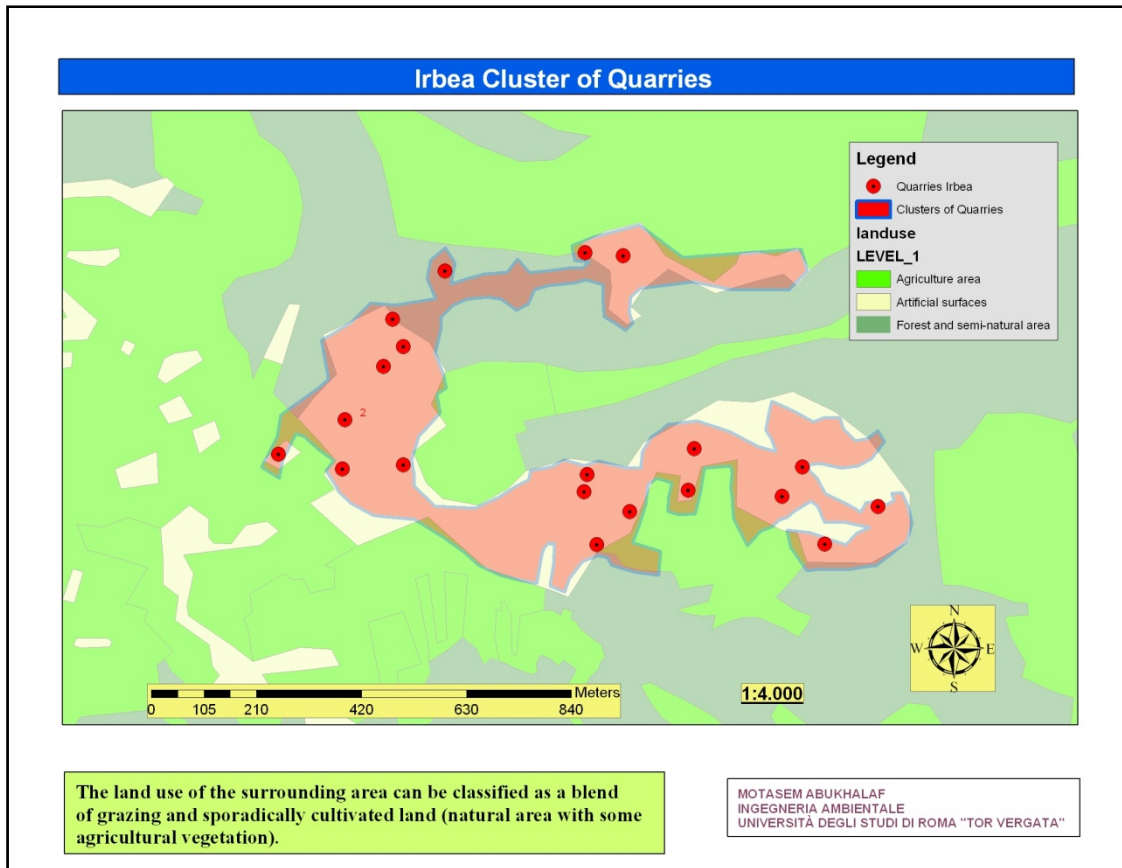 Irbea Cluster of Quarries
Legend
Quarries Irbea
Clusters of Quarries
landuse
LEVEL_1
Agriculture area
Artificial surfaces
Forest and semi-natural area
2
N
W E
S
Meters
0 105 210 420 630 840
1:4.000
The land use of the surrounding area can be classified as a blend
of grazing and sporadically cultivated land (natural area with some
agricultural vegetation).
MOTASEM ABUKHALAF
INGEGNERIA AMBIENTALE
UNIVERSITÀ DEGLI STUDI DI ROMA "TOR VERGATA"